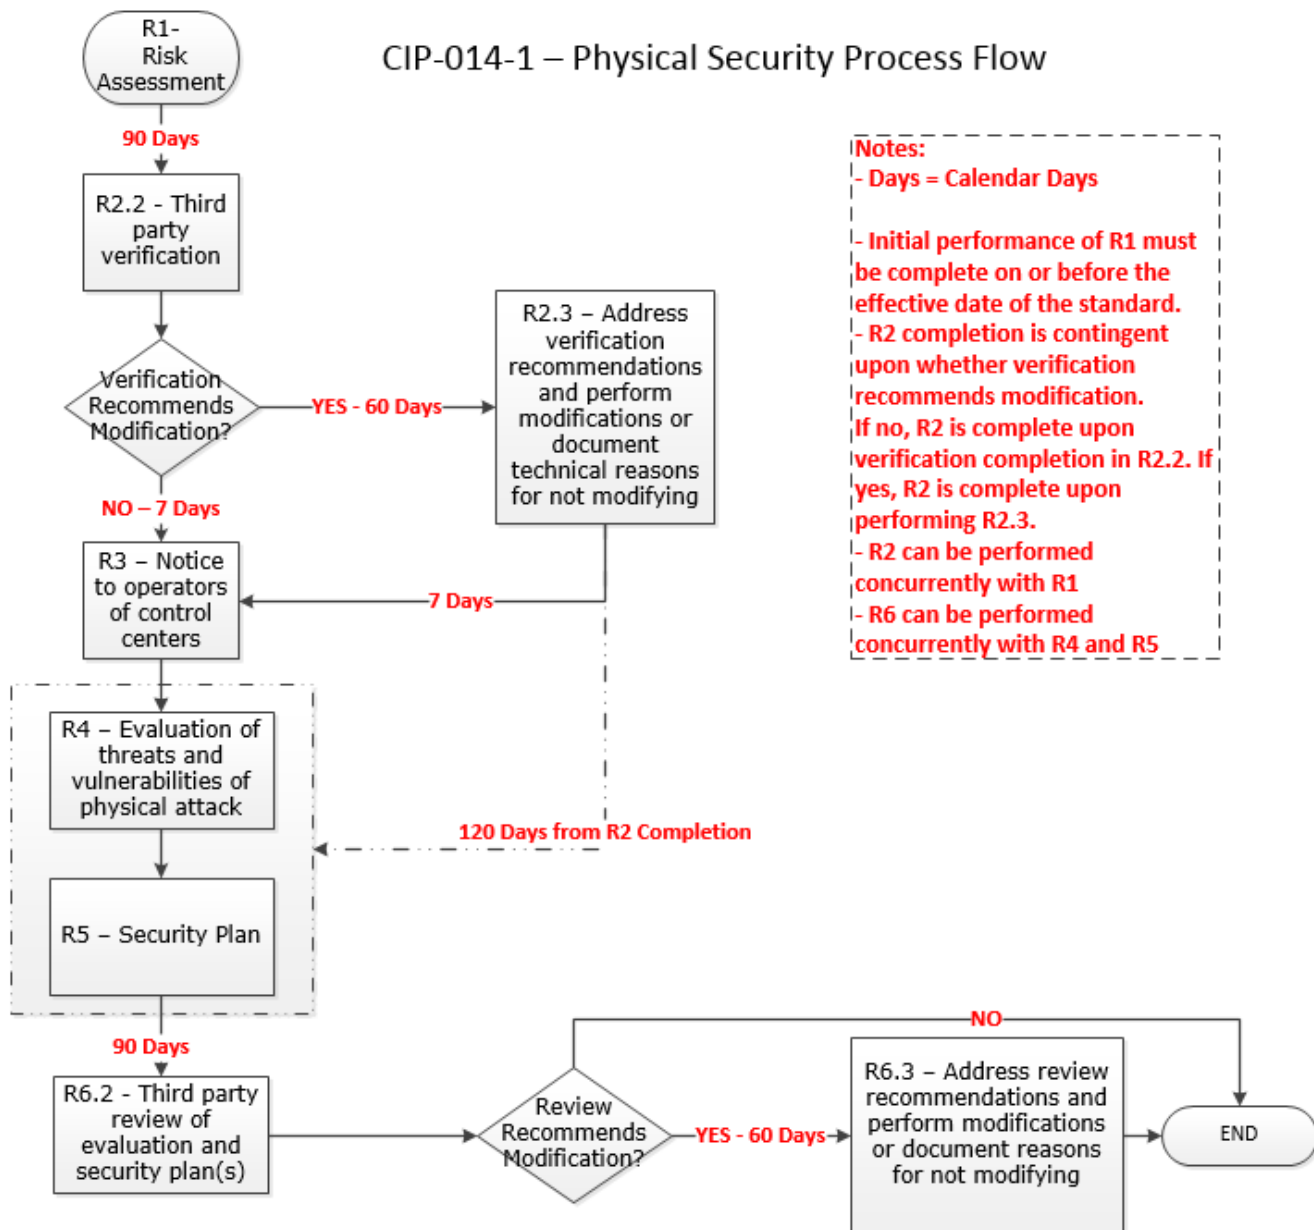 CIP-014-1 – Physical Security Process Flow
R1-
Risk
Assessment
90 Days
R2.2 - Third
party
verification
Verification
Recommends
Modification?
YES - 60 Days
R2.3 – Address
verification
recommendations
and perform
modifications or
document
technical reasons
for not modifying
NO – 7 Days
7 Days
R3 – Notice
to operators
of control
centers
R4 – Evaluation of
threats and
vulnerabilities of
physical attack
120 Days from R2 Completion
R5 – Security Plan
90 Days
R6.2 - Third party
review of
evaluation and
security plan(s)
Review
Recommends
Modification?
NO
YES - 60 Days
R6.3 – Address review
recommendations and
perform modifications
or document reasons
for not modifying
END
Notes:
- Days = Calendar Days
- Initial performance of R1 must
be complete on or before the
effective date of the standard.
- R2 completion is contingent
upon whether verification
recommends modification.
If no, R2 is complete upon
verification completion in R2.2. If
yes, R2 is complete upon
performing R2.3.
- R2 can be performed
concurrently with R1
- R6 can be performed
concurrently with R4 and R5